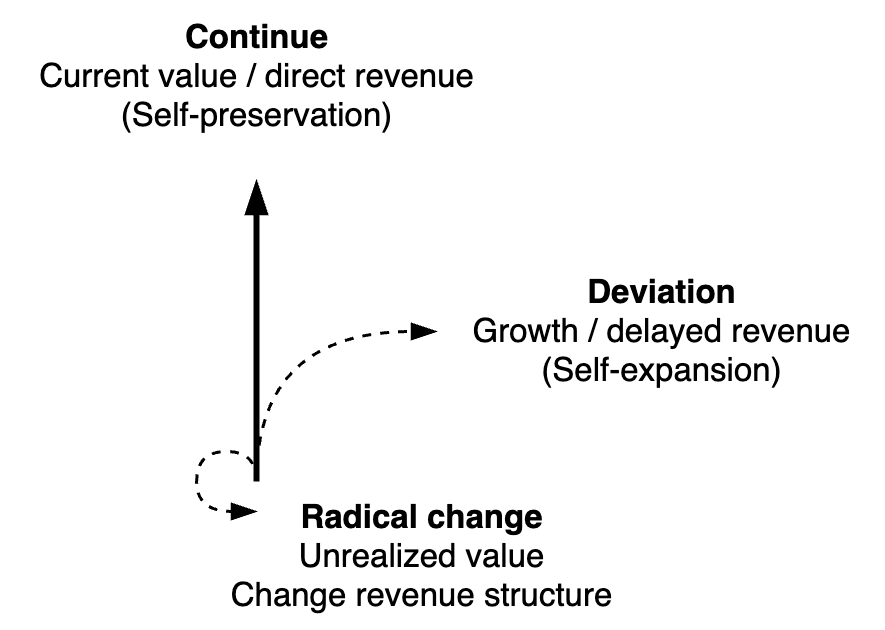 Continue
Current value / direct revenue
(Self-preservation)
Deviation
Growth / delayed revenue
(Self-expansion)
Radical change
Unrealized value
Change revenue structure